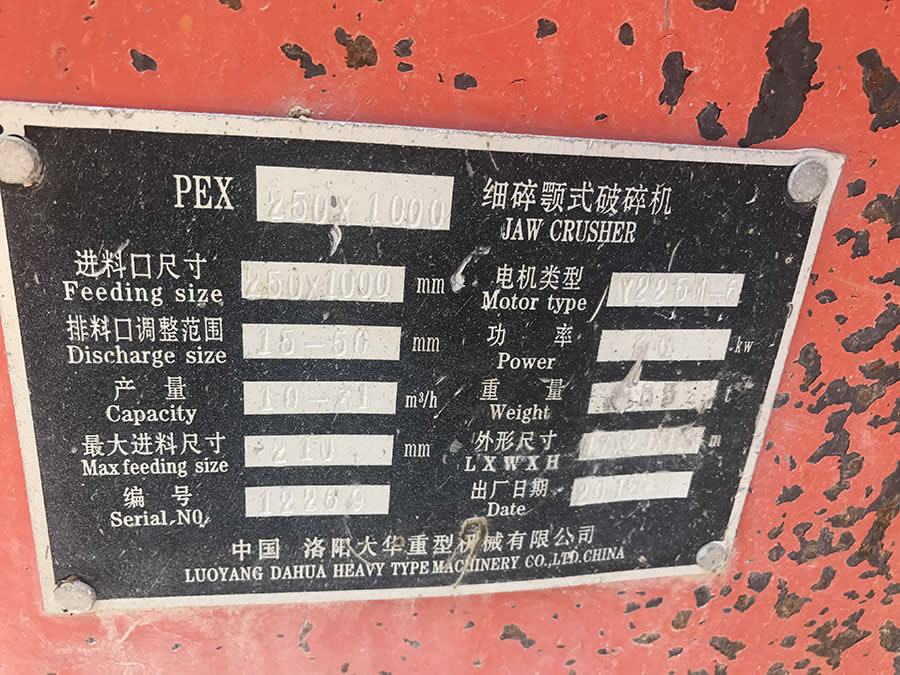 PEX 250X1000 细碎颚式破碎机
JAW CRUSHER
进料口尺寸 250X1000 mm
Feeding size
排料口调整范围 15-50 mm
Discharge size
产量 m³/h
Capacity
最大进料尺寸 210 mm
Max feeding size
编号 12269
Serial NO.
电机类型 Y225M-6
Motor type
功率 kw
Power
重量 t
Weight
外形尺寸 m
LXWXH
出厂日期
Date
中国 洛阳大华重型机械有限公司
LUOYANG DAHUA HEAVY TYPE MACHINERY CO.,LTD.CHINA